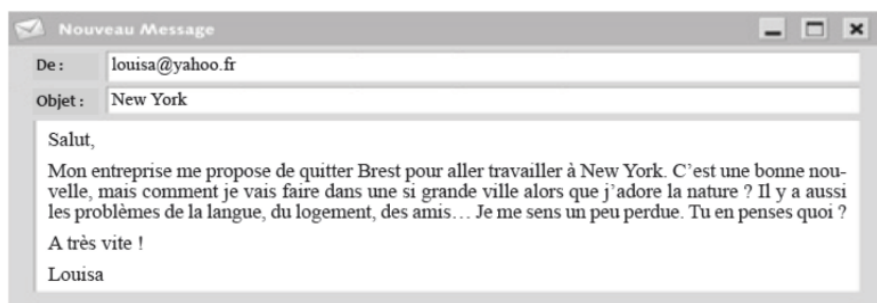 Nouveau Message
De : louisa@yahoo.fr
Objet : New York
Salut,
Mon entreprise me propose de quitter Brest pour aller travailler à New York. C’est une bonne nou-
velle, mais comment je vais faire dans une si grande ville alors que j’adore la nature ? Il y a aussi
les problèmes de la langue, du logement, des amis… Je me sens un peu perdue. Tu en penses quoi ?
A très vite !
Louisa